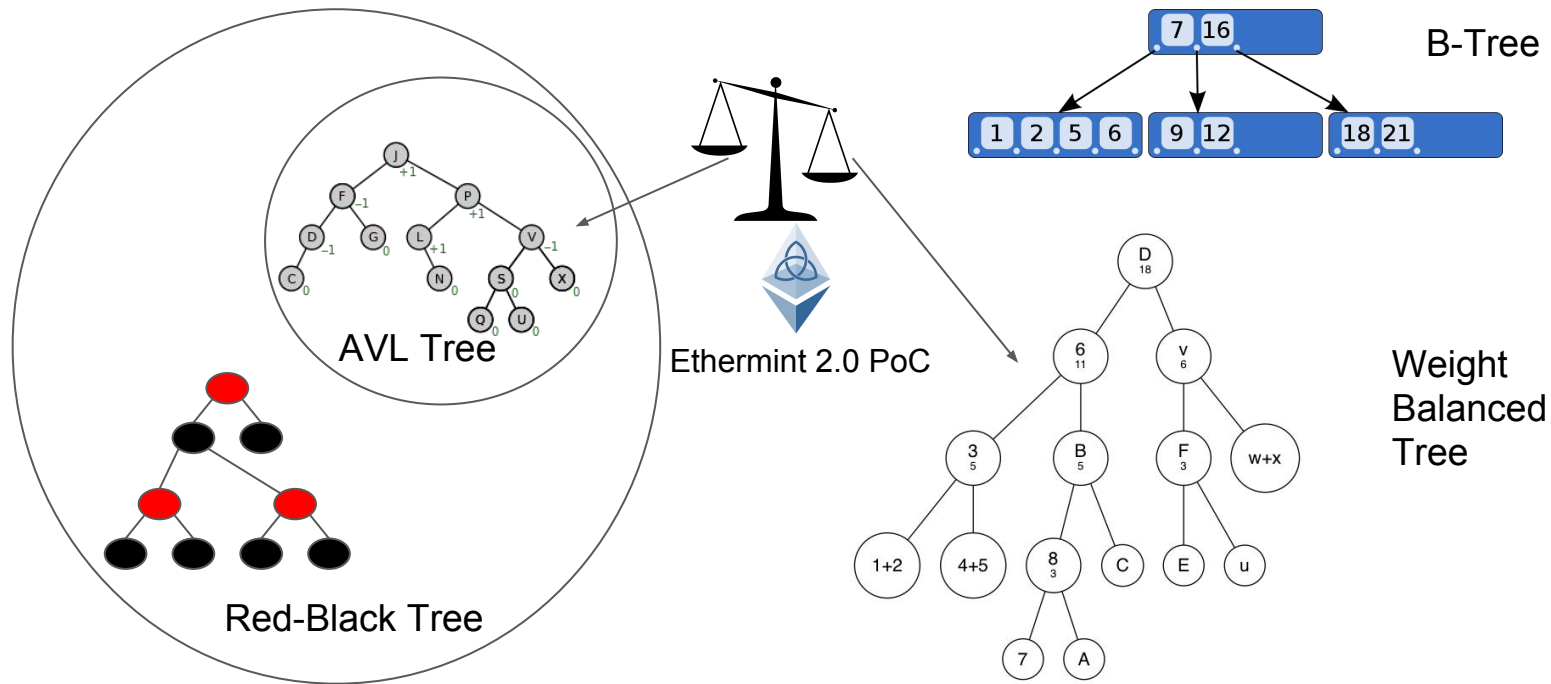 7 16
B-Tree
1 2 5 6
9 12
18 21
J
+1
F
-1
P
+1
D
-1
G
0
L
+1
V
-1
C
0
N
0
S
0
X
0
Q
0
U
0
AVL Tree
Red-Black Tree
Ethermint 2.0 PoC
D
18
6
11
v
6
3
5
B
5
F
3
w+x
1+2
4+5
8
3
C
E
u
7
A
Weight
Balanced
Tree